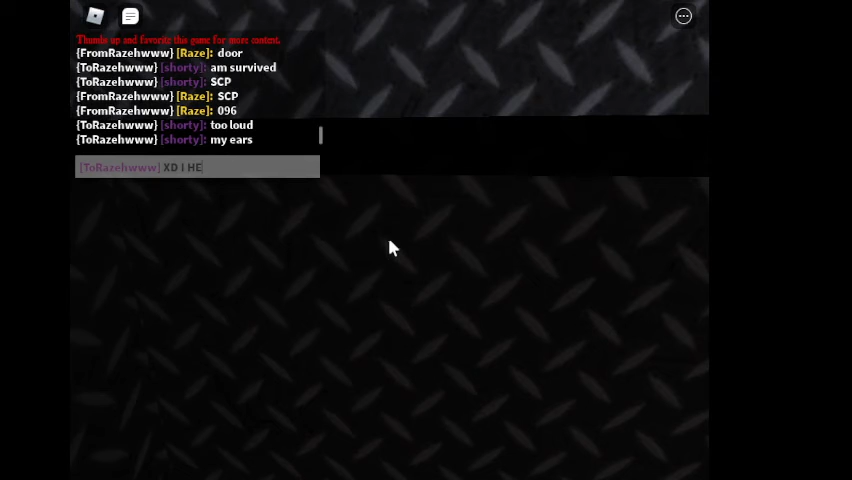 Thumbs up and favorite this game for more content.
{FromRazehwww} [Raze]: door
{ToRazehwww} [shorty]: am survived
{ToRazehwww} [shorty]: SCP
{FromRazehwww} [Raze]: SCP
{FromRazehwww} [Raze]: 096
{ToRazehwww} [shorty]: too loud
{ToRazehwww} [shorty]: my ears
[ToRazehwww] XD I HE